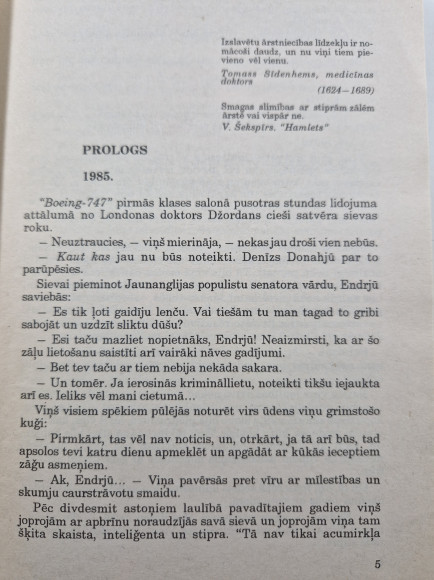 Izslavētu ārstniecības līdzekļu ir no-
mācoši daudz, un nu viņi tiem pie-
vieno vēl vienu.
Tomass Sidenhems, medicīnas
doktors
(1624—1689)
Smagas slimības ar stiprām zālēm
ārstē vai vispār ne.
V. Šekspīrs. "Hamlets"
PROLOGS
1985.
"Boeing-747" pirmās klases salonā pusotras stundas lidojuma
attālumā no Londonas doktors Džordans cieši satvēra sievas
roku.
— Neuztraucies, — viņš mierināja, — nekas jau droši vien nebūs.
— Kaut kas jau nu būs noteikti. Denīzs Donahjū par to
parūpēsies.
Sievai pieminot Jaunanglijas populistu senatora vārdu, Endrjū
saviebās:
— Es tik ļoti gaidīju lenču. Vai tiešām tu man tagad to gribi
sabojāt un uzdzīt sliktu dūšu?
— Esi taču mazliet nopietnāks, Endrjū! Neaizmirsti, ka ar šo
zāļu lietošanu saistīti arī vairāki nāves gadījumi.
— Bet tev taču ar tiem nebija nekāda sakara.
— Un tomēr. Ja ierosinās krimināllietu, noteikti tikšu iejaukta
arī es. Ieliks vēl mani cietumā...
Viņš visiem spēkiem pūlējās noturēt virs ūdens viņu grimstošo
kuģi:
— Pirmkārt, tas vēl nav noticis, un, otrkārt, ja tā arī būs, tad
apsolos tevi katru dienu apmeklēt un apgādāt ar kūkās ieceptiem
zāģu asmeņiem.
— Ak, Endrjū... — Viņa pavērsās pret vīru ar mīlestības un
skumju caurstrāvotu smaidu.
Pēc divdesmit astoņiem laulībā pavadītajiem gadiem viņš
joprojām ar apbrīnu noraudzījās savā sievā un joprojām viņa tam
šķita skaista, inteliģenta un stipra. "Tā nav tikai acumirkļa
5